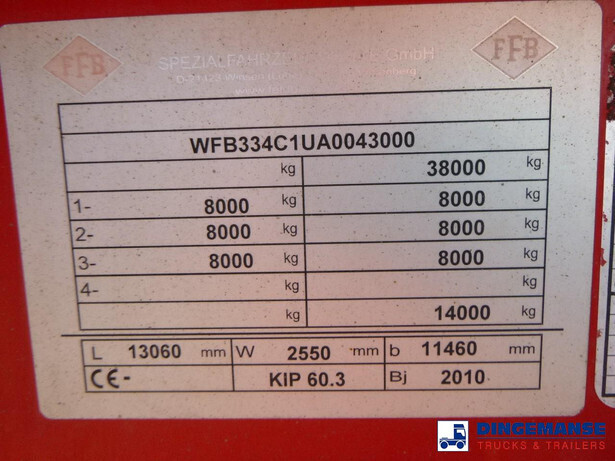 FFB
FFB
WFB334C1UA0043000
kg 38000 kg
1- 8000 kg 8000 kg
2- 8000 kg 8000 kg
3- 8000 kg 8000 kg
4- kg kg
kg 14000 kg
L 13060 mm W 2550 mm b 11460 mm
CE- KIP 60.3 Bj 2010
DINGEMANSE
TRUCKS & TRAILERS